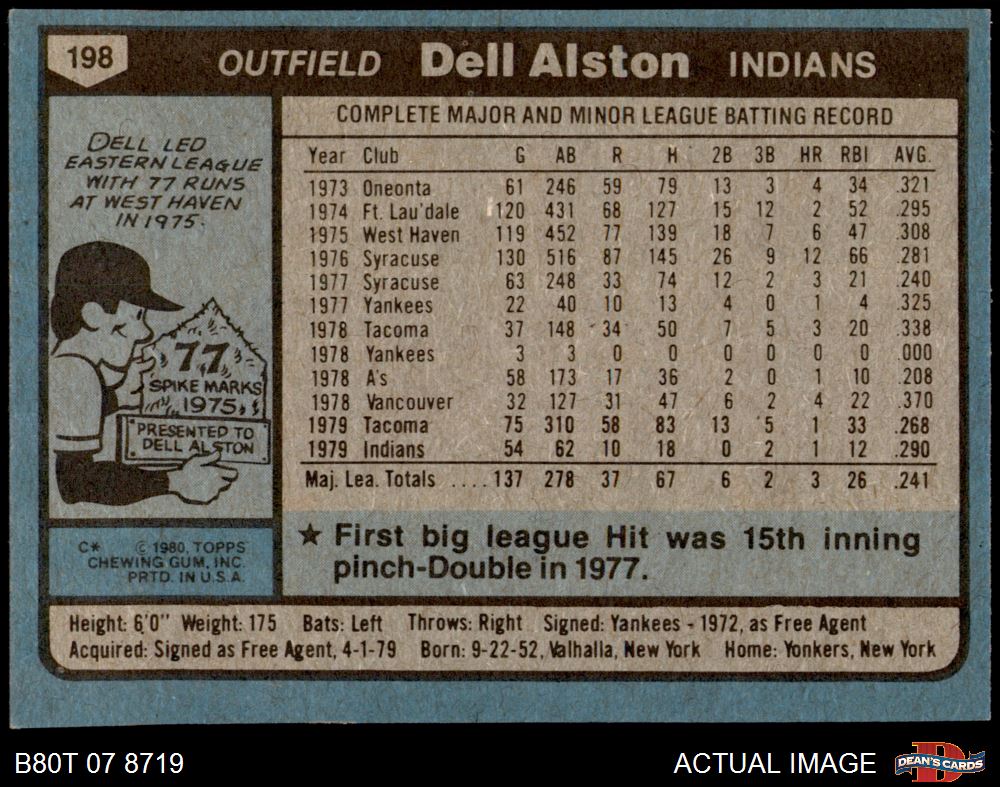 198
OUTFIELD Dell Alston INDIANS
DELL LED
EASTERN LEAGUE
WITH 77 RUNS
AT WEST HAVEN
IN 1975.
77
SPIKE MARKS
1975
PRESENTED TO
DELL ALSTON
C* © 1980, TOPPS
CHEWING GUM, INC.
PRTD. IN U.S.A.
COMPLETE MAJOR AND MINOR LEAGUE BATTING RECORD
Year Club G AB R H 2B 3B HR RBI AVG.
1973 Oneonta 61 246 59 79 13 3 4 34 .321
1974 Ft. Lau'dale 120 431 68 127 15 12 2 52 .295
1975 West Haven 119 452 77 139 18 7 6 47 .308
1976 Syracuse 130 516 87 145 26 9 12 66 .281
1977 Syracuse 63 248 33 74 12 2 3 21 .240
1977 Yankees 22 40 10 13 4 0 1 4 .325
1978 Tacoma 37 148 34 50 7 5 3 20 .338
1978 Yankees 3 3 0 0 0 0 0 0 .000
1978 A's 58 173 17 36 2 0 1 10 .208
1978 Vancouver 32 127 31 47 6 2 4 22 .370
1979 Tacoma 75 310 58 83 13 5 1 33 .268
1979 Indians 54 62 10 18 0 2 1 12 .290
Maj. Lea. Totals .... 137 278 37 67 6 2 3 26 .241
★ First big league Hit was 15th inning
pinch-Double in 1977.
Height: 6'0" Weight: 175 Bats: Left Throws: Right Signed: Yankees - 1972, as Free Agent
Acquired: Signed as Free Agent, 4-1-79 Born: 9-22-52, Valhalla, New York Home: Yonkers, New York
B80T 07 8719
ACTUAL IMAGE
DEAN'S CARDS